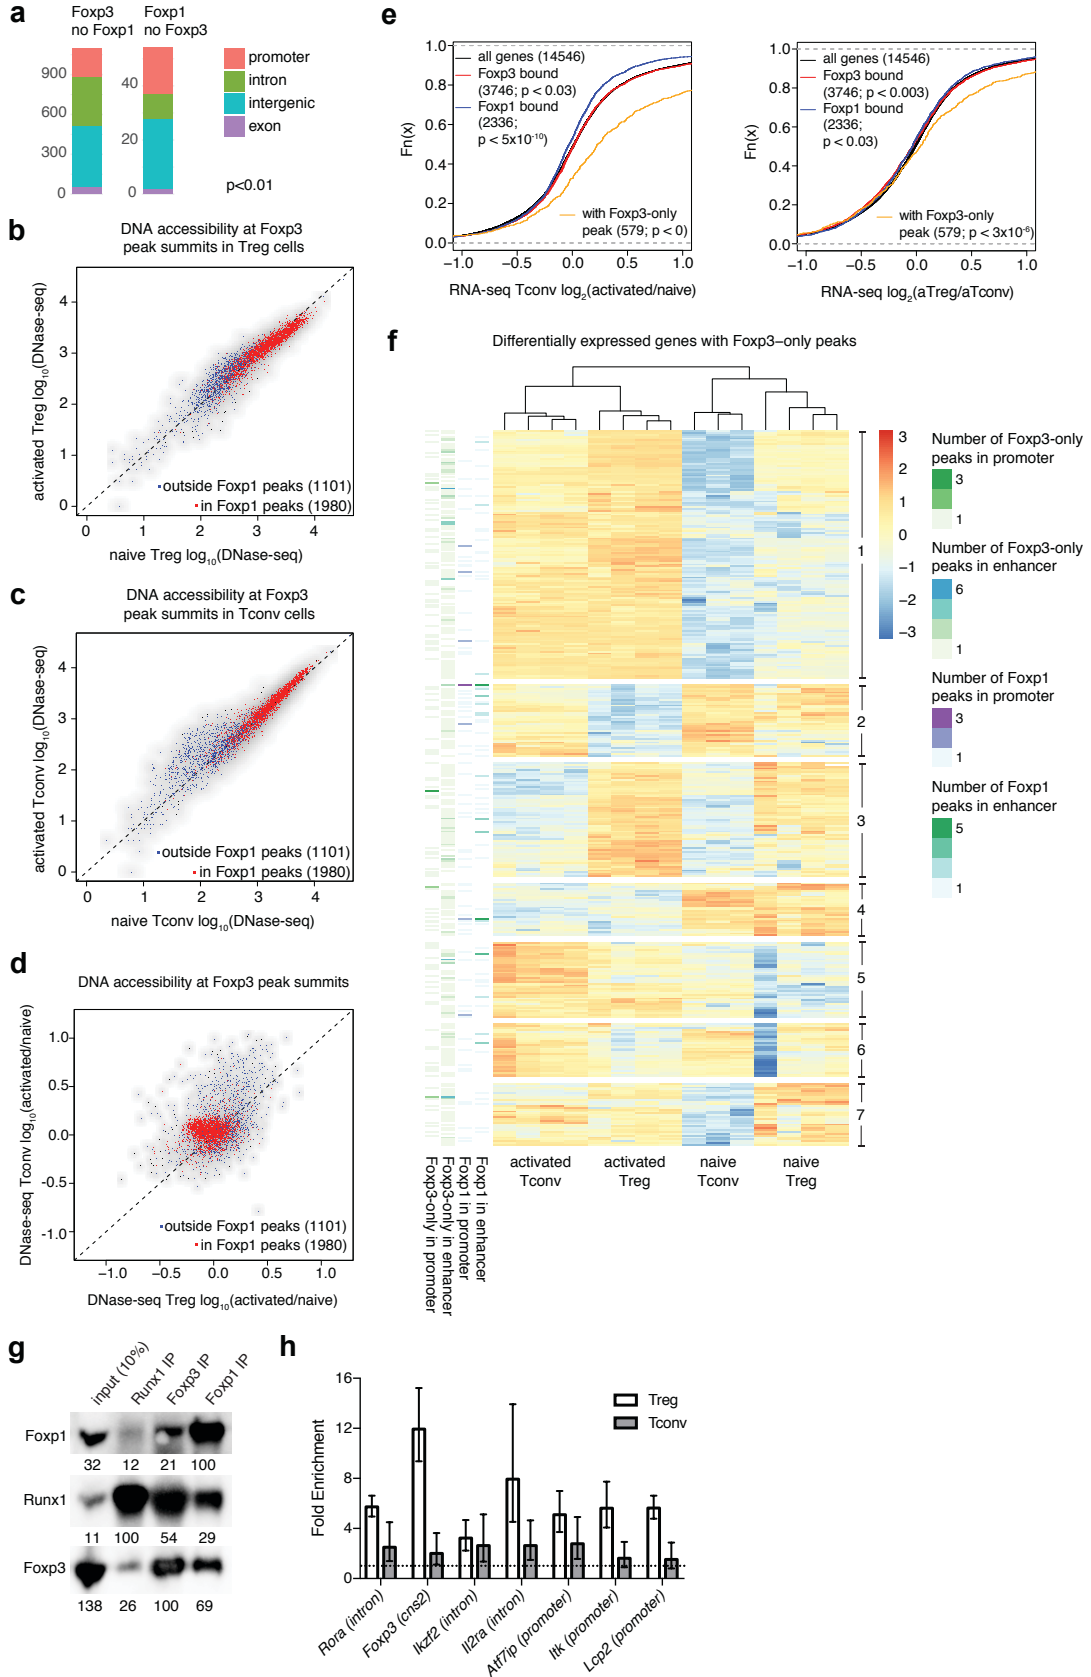 a
Foxp3 no Foxp1
Foxp1 no Foxp3
900
600
300
0
40
20
0
promoter
intron
intergenic
exon
p<0.01
b
DNA accessibility at Foxp3
peak summits in Treg cells
activated Treg log10(DNase-seq)
4
3
2
1
0
outside Foxp1 peaks (1101)
in Foxp1 peaks (1980)
0 1 2 3 4
naive Treg log10(DNase-seq)
c
DNA accessibility at Foxp3
peak summits in Tconv cells
activated Tconv log10(DNase-seq)
4
3
2
1
0
outside Foxp1 peaks (1101)
in Foxp1 peaks (1980)
0 1 2 3 4
naive Tconv log10(DNase-seq)
d
DNA accessibility at Foxp3 peak summits
DNase-seq Tconv log10(activated/naive)
1.0
0.5
0.0
-0.5
-1.0
outside Foxp1 peaks (1101)
in Foxp1 peaks (1980)
−1.0 −0.5 0.0 0.5 1.0
DNase-seq Treg log10(activated/naive)
e
Fn(x)
1.0
0.8
0.6
0.4
0.2
0.0
all genes (14546)
Foxp3 bound
(3746; p < 0.03)
Foxp1 bound
(2336;
p < 5x10-10)
with Foxp3-only
peak (579; p < 0)
−1.0 −0.5 0.0 0.5 1.0
RNA-seq Tconv log2(activated/naive)
Fn(x)
1.0
0.8
0.6
0.4
0.2
0.0
all genes (14546)
Foxp3 bound
(3746; p < 0.003)
Foxp1 bound
(2336;
p < 0.03)
with Foxp3-only
peak (579; p < 3x10-6)
−1.0 −0.5 0.0 0.5 1.0
RNA-seq log2(aTreg/aTconv)
f
Differentially expressed genes with Foxp3−only peaks
1
2
3
4
5
6
7
3
2
1
0
−1
−2
−3
Number of Foxp3-only
peaks in promoter
3
1
Number of Foxp3-only
peaks in enhancer
6
1
Number of Foxp1
peaks in promoter
3
1
Number of Foxp1
peaks in enhancer
5
1
Foxp3-only in promoter
Foxp3-only in enhancer
Foxp1 in promoter
Foxp1 in enhancer
activated
Tconv
activated
Treg
naive
Tconv
naive
Treg
g
input (10%)
Runx1 IP
Foxp3 IP
Foxp1 IP
Foxp1
32 12 21 100
Runx1
11 100 54 29
Foxp3
138 26 100 69
h
Fold Enrichment
16
12
8
4
0
Treg
Tconv
Rora (intron)
Foxp3 (cns2)
Ikzf2 (intron)
Il2ra (intron)
Atf7ip (promoter)
Itk (promoter)
Lcp2 (promoter)